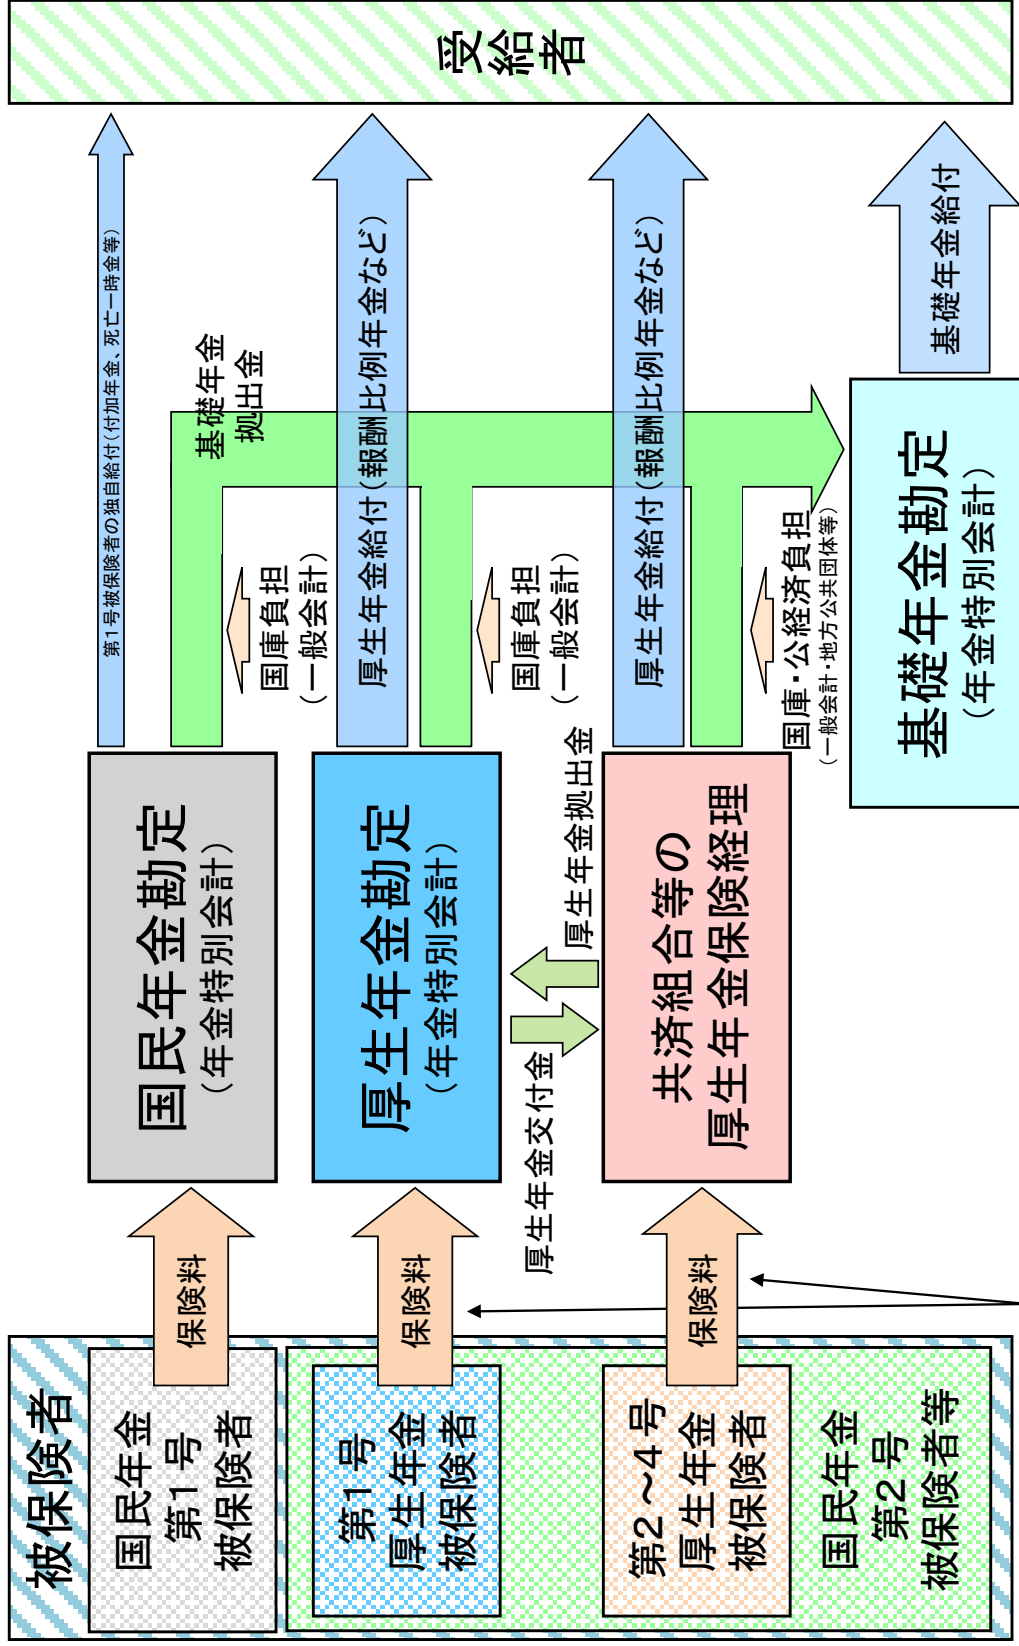 被保険者
国民年金
第1号
被保険者
第1号
厚生年金
被保険者
第2～4号
厚生年金
被保険者
国民年金
第2号
被保険者等
保険料
保険料
保険料
国民年金勘定
（年金特別会計）
厚生年金勘定
（年金特別会計）
厚生年金交付金
厚生年金拠出金
共済組合等の
厚生年金保険経理
第1号被保険者の独自給付（付加年金、死亡一時金等）
基礎年金
拠出金
国庫負担
（一般会計）
厚生年金給付（報酬比例年金など）
国庫負担
（一般会計）
厚生年金給付（報酬比例年金など）
国庫・公経済負担
（一般会計・地方公共団体等）
基礎年金勘定
（年金特別会計）
基礎年金給付
受給者